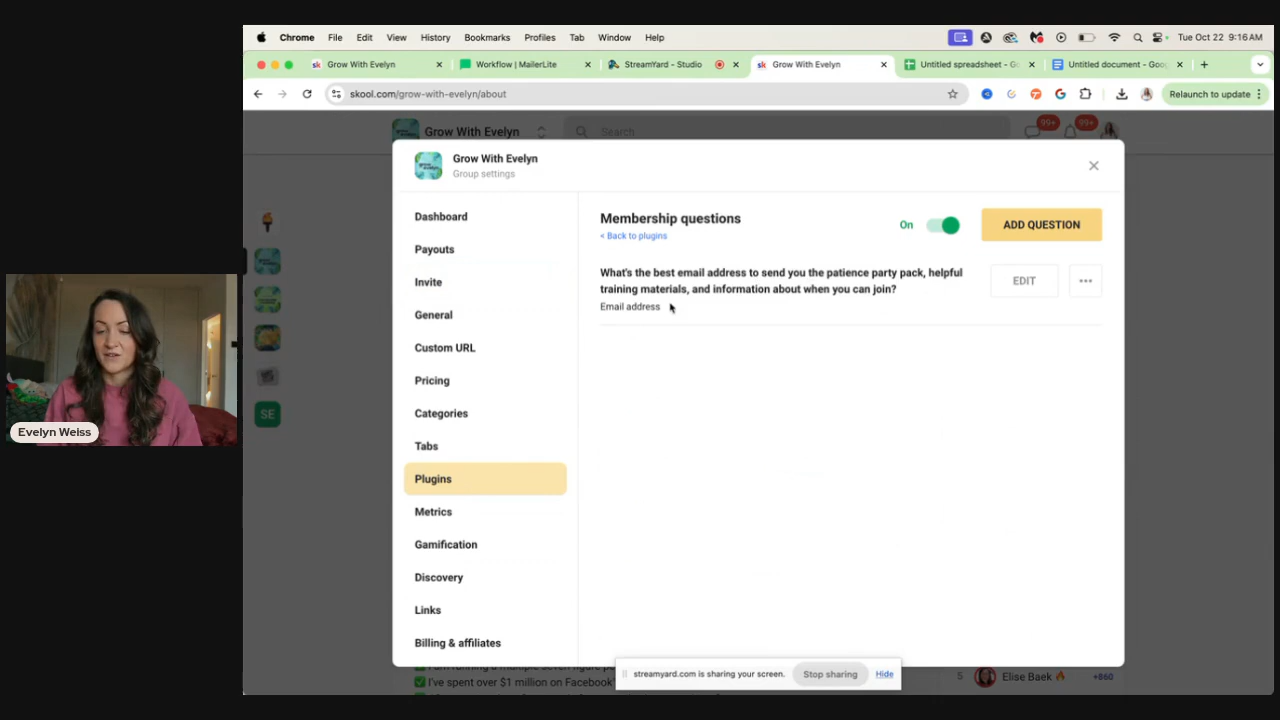 Chrome File Edit View History Bookmarks Profiles Tab Window Help
Tue Oct 22 9:16 AM
sk Grow With Evelyn
Workflow | MailerLite
StreamYard - Studio
sk Grow With Evelyn
Untitled spreadsheet - G
Untitled document - Goo
skool.com/grow-with-evelyn/about
Relaunch to update
Grow With Evelyn
Search
99+
99+
Grow With Evelyn
Group settings
Dashboard
Payouts
Invite
General
Custom URL
Pricing
Categories
Tabs
Plugins
Metrics
Gamification
Discovery
Links
Billing & affiliates
Membership questions
< Back to plugins
On
ADD QUESTION
What's the best email address to send you the patience party pack, helpful
training materials, and information about when you can join?
Email address
EDIT
SE
Evelyn Weiss
streamyard.com is sharing your screen.
Stop sharing
Hide
I've spent over $1 million on Facebook
5 Elise Baek +860